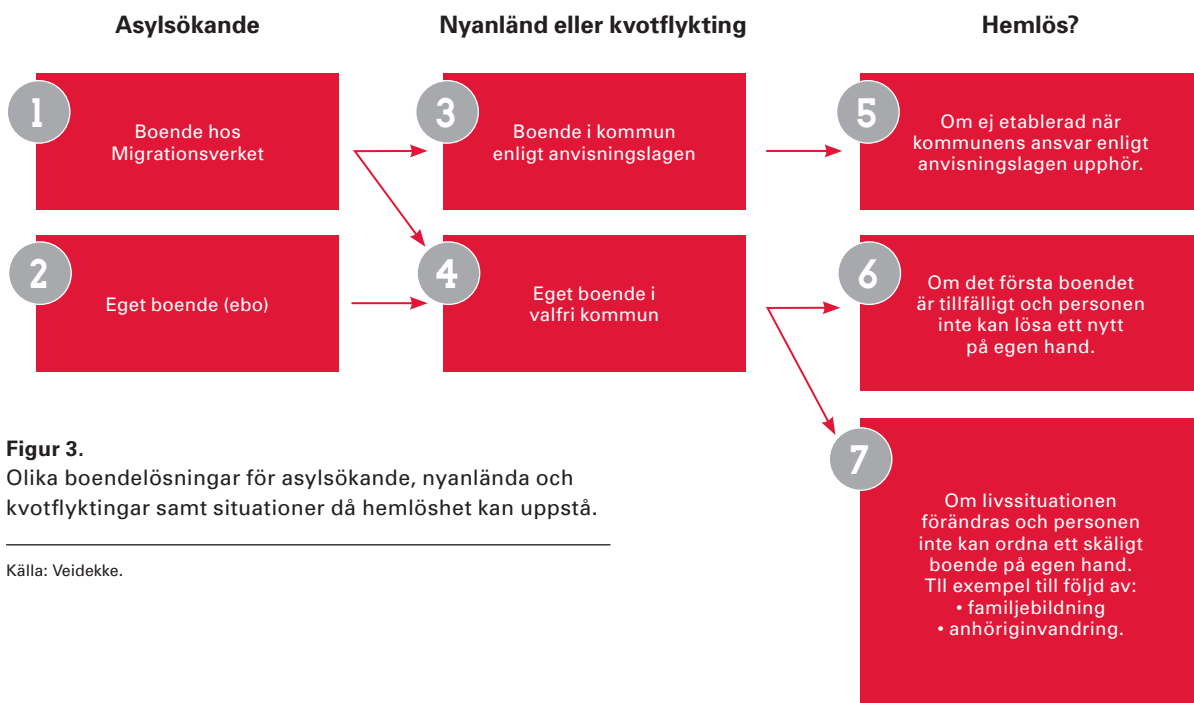 Asylsökande
Nyanländ eller kvotflykting
Hemlös?
1
Boende hos
Migrationsverket
3
Boende i kommun
enligt anvisningslagen
5
Om ej etablerad när
kommunens ansvar enligt
anvisningslagen upphör.
2
Eget boende (ebo)
4
Eget boende i
valfri kommun
6
Om det första boendet
är tillfälligt och personen
inte kan lösa ett nytt
på egen hand.
7
Om livssituationen
förändras och personen
inte kan ordna ett skäligt
boende på egen hand.
TIl exempel till följd av:
• familjebildning
• anhöriginvandring.
Figur 3.
Olika boendelösningar för asylsökande, nyanlända och
kvotflyktingar samt situationer då hemlöshet kan uppstå.
Källa: Veidekke.